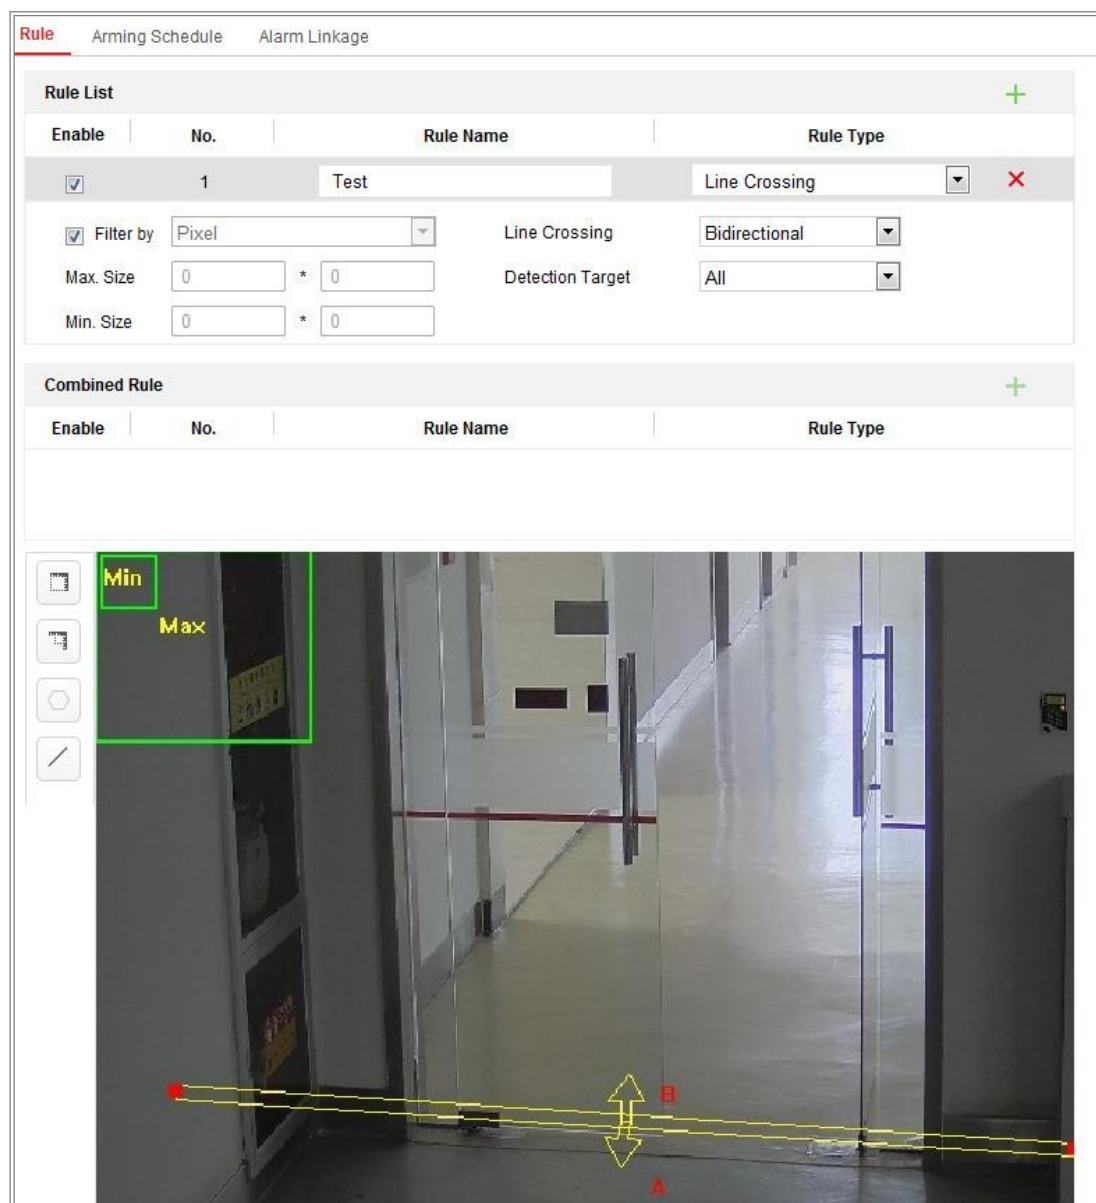 Rule Arming Schedule Alarm Linkage
Rule List
Enable No. Rule Name Rule Type
1 Test Line Crossing
Filter by Pixel Line Crossing Bidirectional
Max. Size 0 * 0 Detection Target All
Min. Size 0 * 0
Combined Rule
Enable No. Rule Name Rule Type
Min
Max
B
A